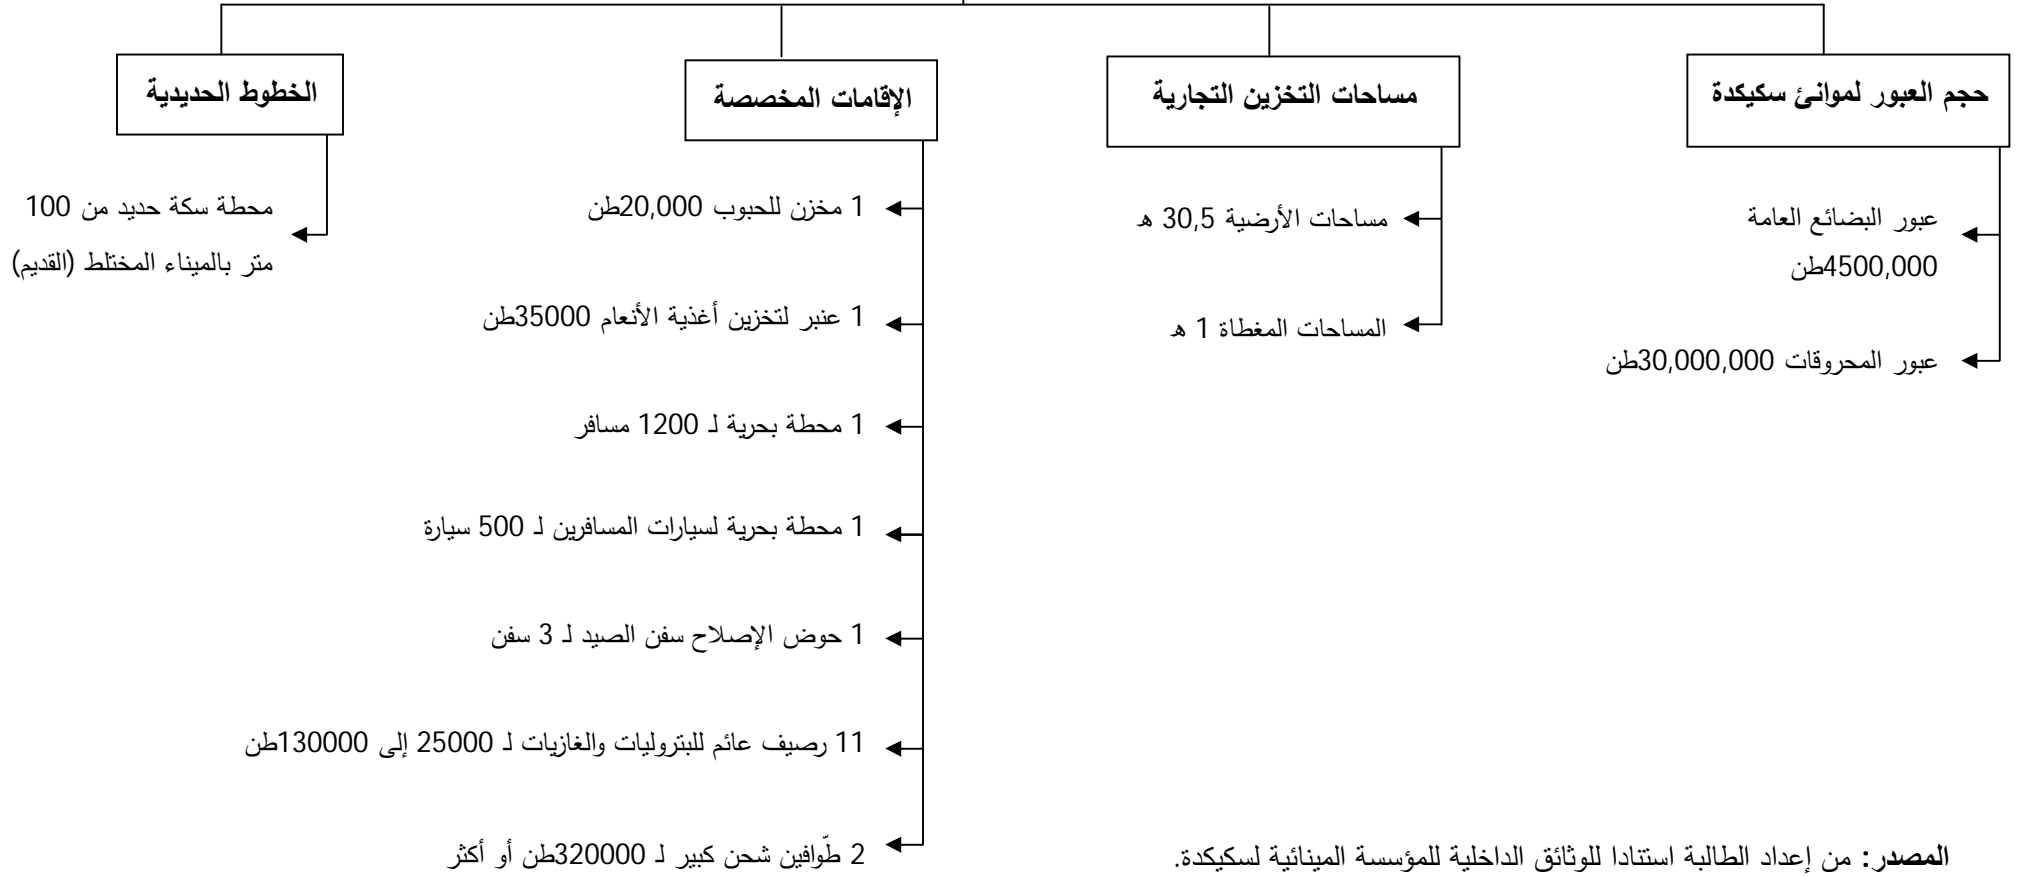 حجم العبور لموانئ سكيكدة
عبور البضائع العامة
4500,000طن
عبور المحروقات 30,000,000طن
مساحات التخزين التجارية
مساحات الأرضية 30,5 ه
المساحات المغطاة 1 ه
الإقامات المخصصة
1 مخزن للحبوب 20,000طن
1 عنبر لتخزين أغذية الأنعام 35000طن
1 محطة بحرية لـ 1200 مسافر
1 محطة بحرية لسيارات المسافرين لـ 500 سيارة
1 حوض الإصلاح سفن الصيد لـ 3 سفن
11 رصيف عائم للبتروليات والغازيات لـ 25000 إلى 130000طن
2 طّوافين شحن كبير لـ 320000طن أو أكثر
الخطوط الحديدية
محطة سكة حديد من 100
متر بالميناء المختلط (القديم)
المصدر: من إعداد الطالبة استنادا للوثائق الداخلية للمؤسسة المينائية لسكيكدة.